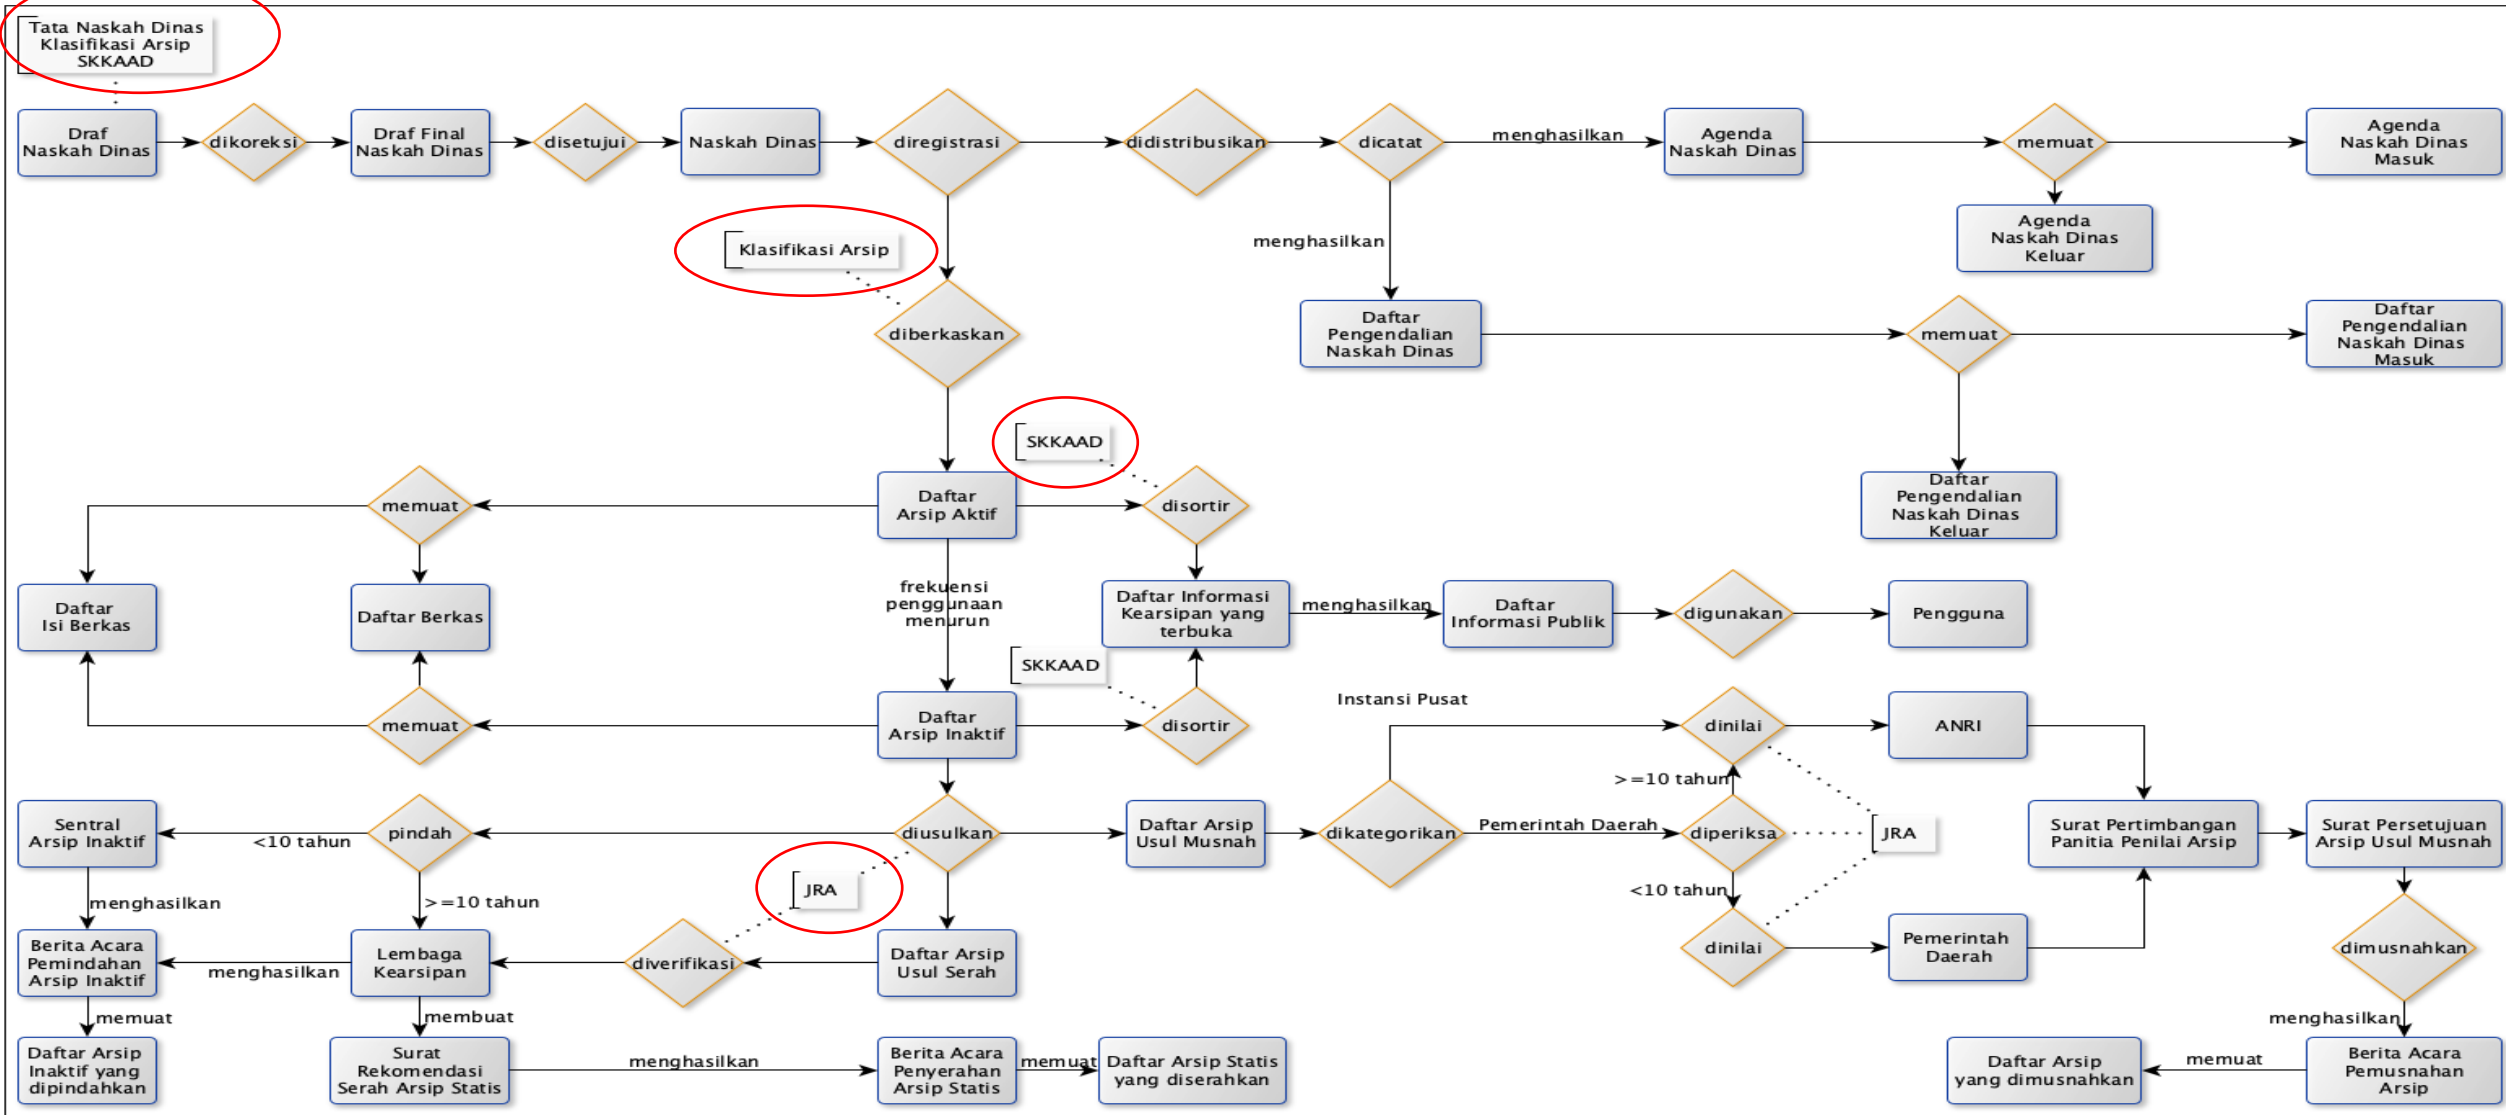 Tata Naskah Dinas
Klasifikasi Arsip
SKKAAD
Draf
Naskah Dinas
dikoreksi
Draf Final
Naskah Dinas
disetujui
Naskah Dinas
diregistrasi
didistribusikan
dicatat
menghasilkan
Agenda
Naskah Dinas
memuat
Agenda
Naskah Dinas
Masuk
Agenda
Naskah Dinas
Keluar
Klasifikasi Arsip
menghasilkan
diberkaskan
Daftar
Pengendalian
Naskah Dinas
memuat
Daftar
Pengendalian
Naskah Dinas
Masuk
SKKAAD
memuat
Daftar
Arsip Aktif
disortir
Daftar
Pengendalian
Naskah Dinas
Keluar
Daftar
Isi Berkas
Daftar Berkas
frekuensi
penggunaan
menurun
Daftar Informasi
Kearsipan yang
terbuka
menghasilkan
Daftar
Informasi Publik
digunakan
Pengguna
SKKAAD
memuat
Daftar
Arsip Inaktif
disortir
Instansi Pusat
dinilai
ANRI
>=10 tahun
Sentral
Arsip Inaktif
<10 tahun
pindah
diusulkan
Daftar Arsip
Usul Musnah
dikategorikan
Pemerintah Daerah
diperiksa
JRA
Surat Pertimbangan
Panitia Penilai Arsip
Surat Persetujuan
Arsip Usul Musnah
menghasilkan
>=10 tahun
JRA
<10 tahun
Berita Acara
Pemindahan
Arsip Inaktif
menghasilkan
Lembaga
Kearsipan
diverifikasi
Daftar Arsip
Usul Serah
dinilai
Pemerintah
Daerah
dimusnahkan
memuat
membuat
menghasilkan
Daftar Arsip
Inaktif yang
dipindahkan
Surat
Rekomendasi
Serah Arsip Statis
menghasilkan
Berita Acara
Penyerahan
Arsip Statis
memuat
Daftar Arsip Statis
yang diserahkan
Daftar Arsip
yang dimusnahkan
memuat
Berita Acara
Pemusnahan
Arsip